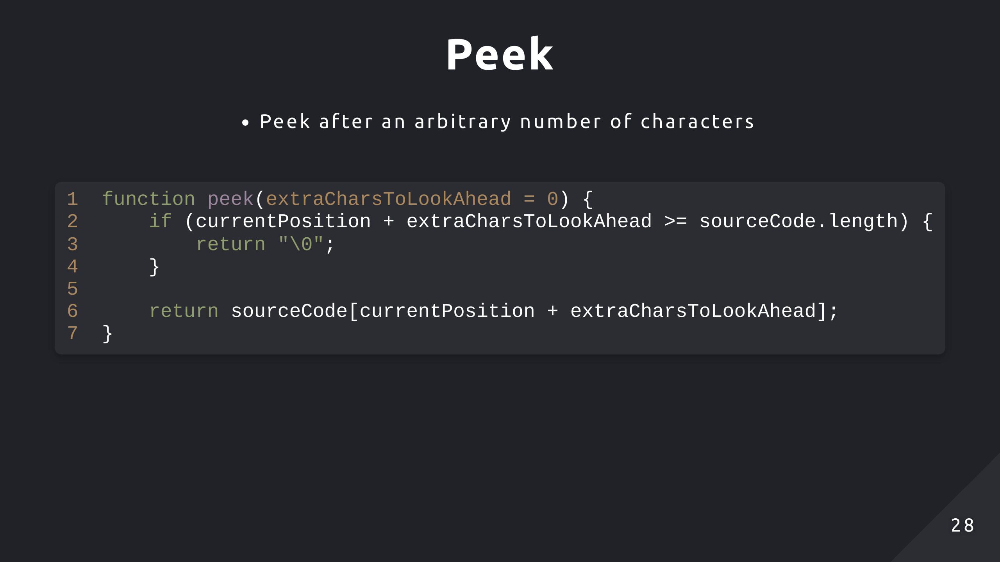 Peek
• Peek after an arbitrary number of characters
1  function peek(extraCharsToLookAhead = 0) {
2      if (currentPosition + extraCharsToLookAhead >= sourceCode.length) {
3          return "\0";
4      }
5
6      return sourceCode[currentPosition + extraCharsToLookAhead];
7  }
28